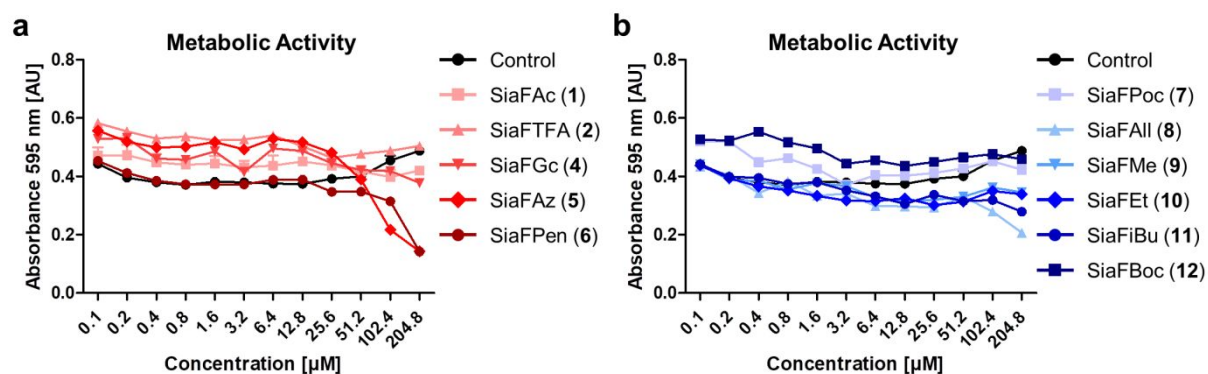 a
Metabolic Activity
Absorbance 595 nm [AU]
0.8
0.6
0.4
0.2
0.0
0.1
0.2
0.4
0.8
1.6
3.2
6.4
12.8
25.6
51.2
102.4
204.8
Concentration [µM]
Control
SiaFAc (1)
SiaFTFA (2)
SiaFGc (4)
SiaFAz (5)
SiaFPen (6)
b
Metabolic Activity
Absorbance 595 nm [AU]
0.8
0.6
0.4
0.2
0.0
0.1
0.2
0.4
0.8
1.6
3.2
6.4
12.8
25.6
51.2
102.4
204.8
Concentration [µM]
Control
SiaFPoc (7)
SiaFAll (8)
SiaFMe (9)
SiaFEt (10)
SiaFiBu (11)
SiaFBoc (12)